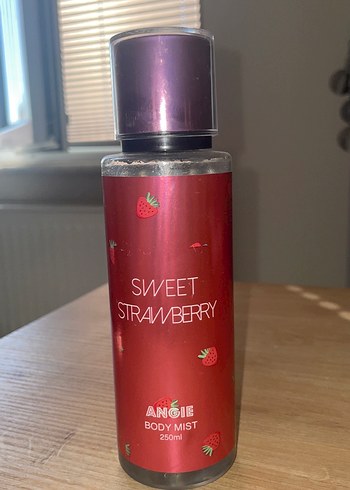 SWEET
STRAWBERRY
ANGIE
BODY MIST
250ml